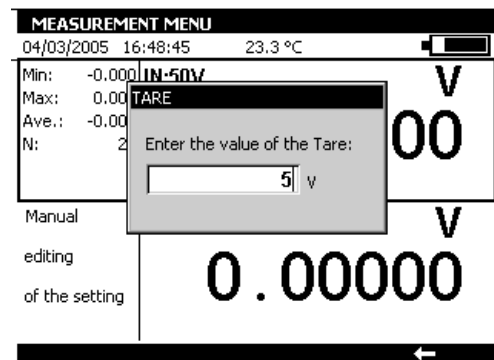 MEASUREMENT MENU
04/03/2005 16:48:45 23.3 °C
Min: -0.000 IN:50V V
Max: 0.00
Ave.: -0.00 00
N: 2
TARE
Enter the value of the Tare:
5 V
Manual V
editing
of the setting
0.00000